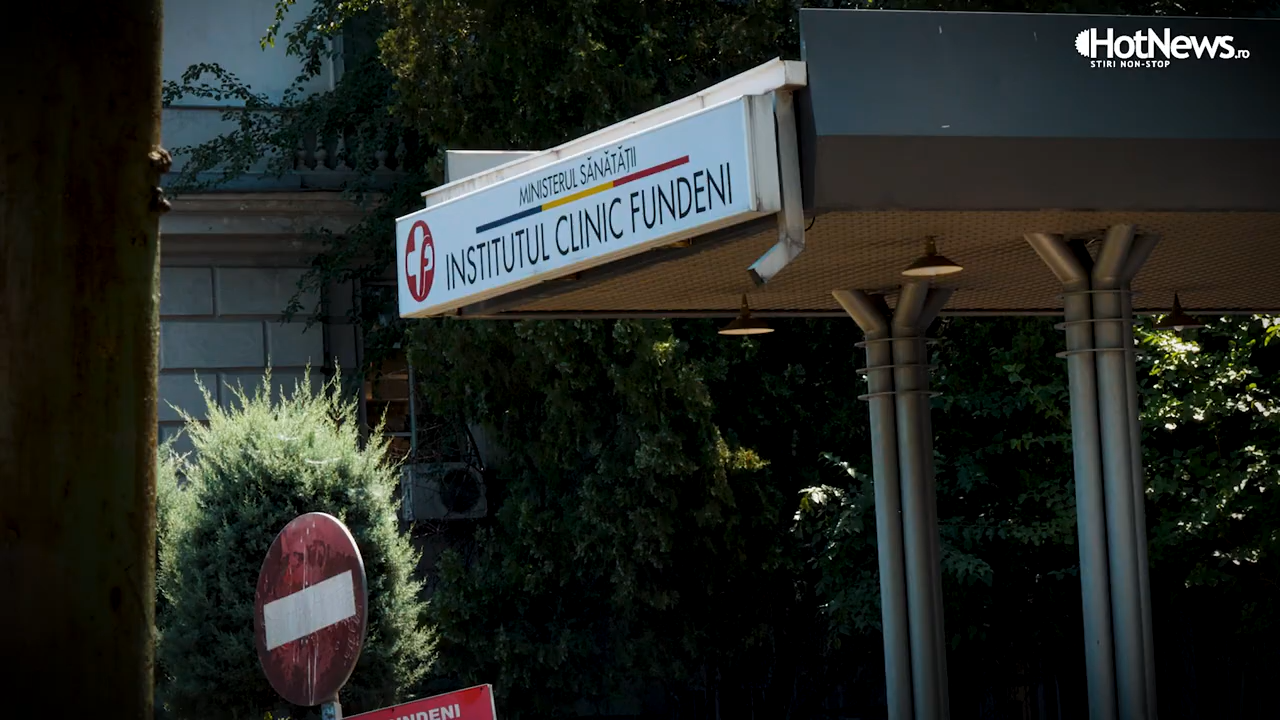 HotNews.ro
STIRI NON-STOP
MINISTERUL SĂNĂTĂȚII
INSTITUTUL CLINIC FUNDENI